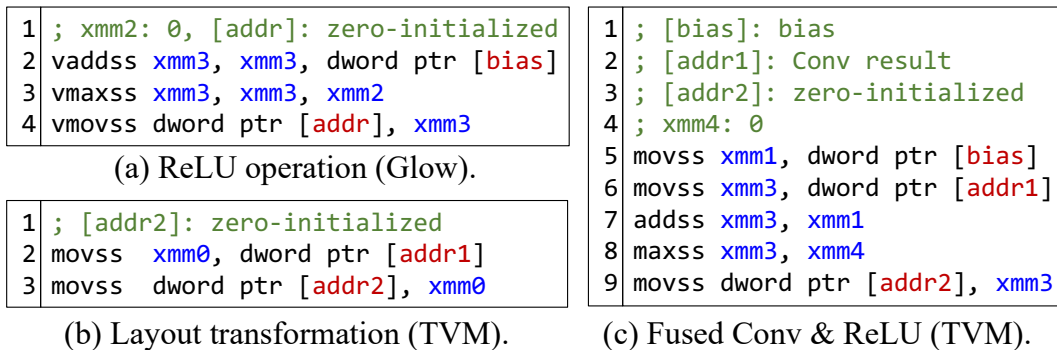 1 ; xmm2: 0, [addr]: zero-initialized
2 vaddss xmm3, xmm3, dword ptr [bias]
3 vmaxss xmm3, xmm3, xmm2
4 vmovss dword ptr [addr], xmm3
(a) ReLU operation (Glow).
1 ; [addr2]: zero-initialized
2 movss  xmm0, dword ptr [addr1]
3 movss  dword ptr [addr2], xmm0
(b) Layout transformation (TVM).
1 ; [bias]: bias
2 ; [addr1]: Conv result
3 ; [addr2]: zero-initialized
4 ; xmm4: 0
5 movss xmm1, dword ptr [bias]
6 movss xmm3, dword ptr [addr1]
7 addss xmm3, xmm1
8 maxss xmm3, xmm4
9 movss dword ptr [addr2], xmm3
(c) Fused Conv & ReLU (TVM).